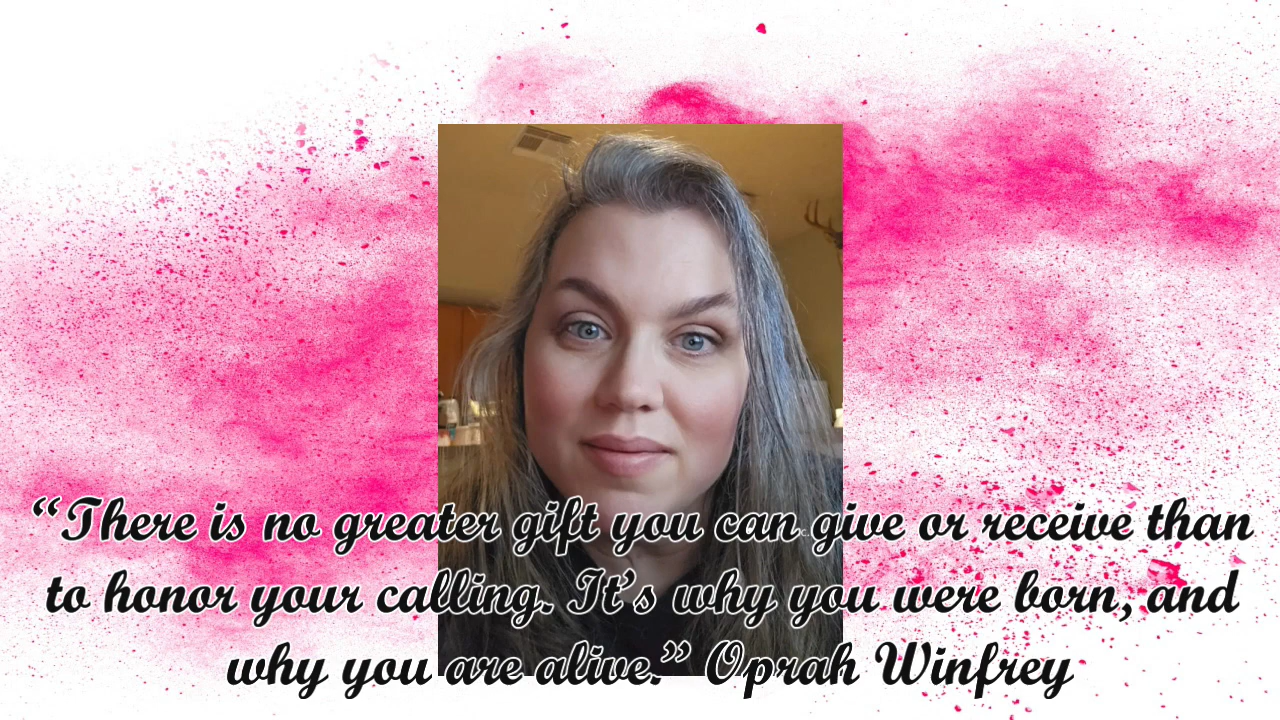 “There is no greater gift you can give or receive than
to honor your calling. It’s why you were born, and
why you are alive.” Oprah Winfrey